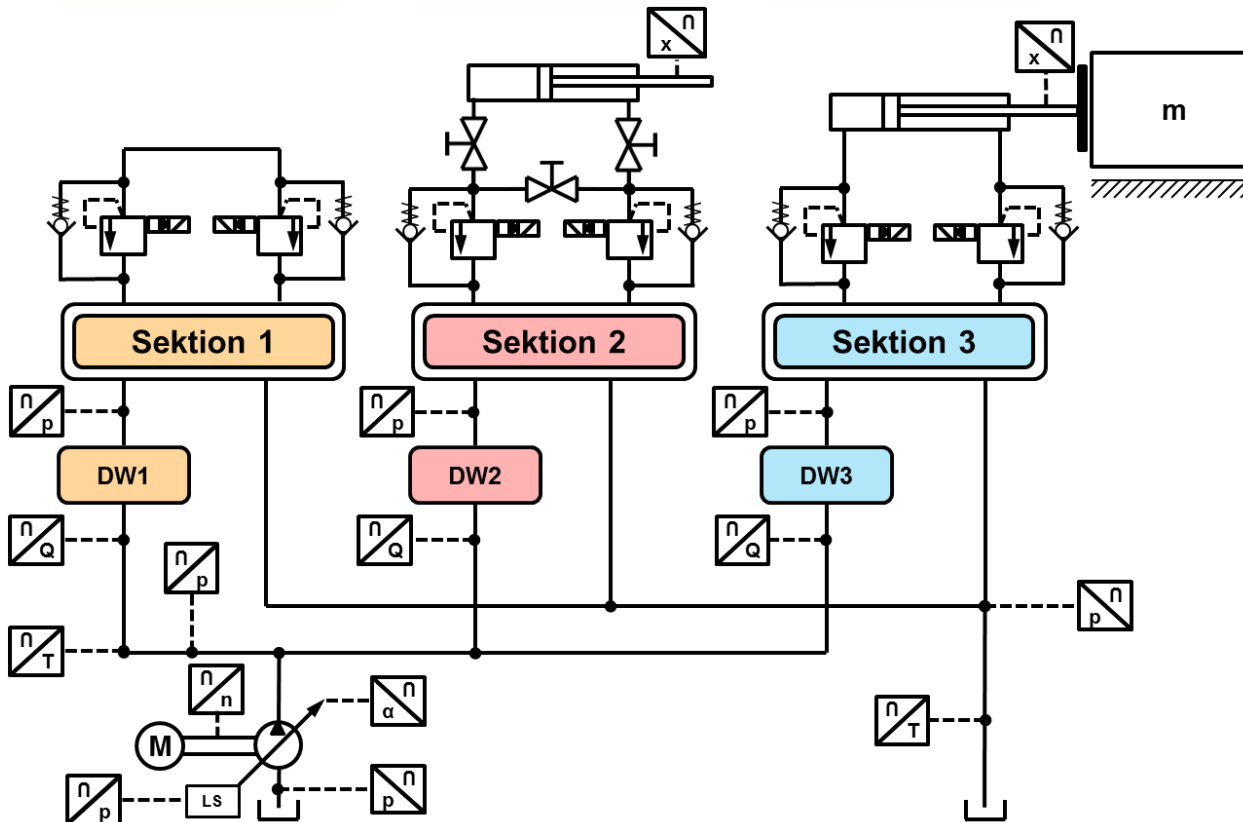 ∩
x
∩
x
m
Sektion 1
Sektion 2
Sektion 3
∩
p
∩
p
∩
p
DW1
DW2
DW3
∩
Q
∩
Q
∩
Q
∩
p
∩
p
∩
T
∩
n
∩
α
∩
T
M
∩
p
LS
∩
p